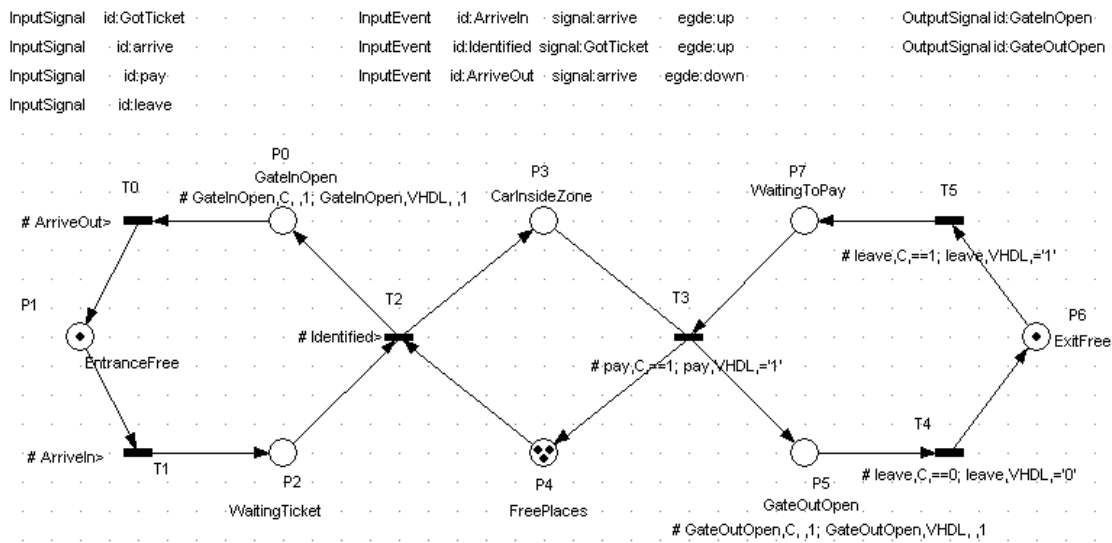 InputSignal id:GotTicket InputEvent id:ArriveIn signal:arrive egde:up OutputSignal id:GateInOpen
InputSignal id:arrive InputEvent id:Identified signal:GotTicket egde:up OutputSignal id:GateOutOpen
InputSignal id:pay InputEvent id:ArriveOut signal:arrive egde:down
InputSignal id:leave
P0
GateInOpen
# GateInOpen,C, ,1; GateInOpen,VHDL, ,1
T0
# ArriveOut>
P3
CarInsideZone
P7
WaitingToPay
T5
# leave,C,==1; leave,VHDL,='1'
P1
EntranceFree
T2
# Identified>
T3
# pay,C,==1; pay,VHDL,='1'
P6
ExitFree
# ArriveIn>
T1
P2
WaitingTicket
P4
FreePlaces
P5
GateOutOpen
# GateOutOpen,C, ,1; GateOutOpen,VHDL, ,1
T4
# leave,C,==0; leave,VHDL,='0'